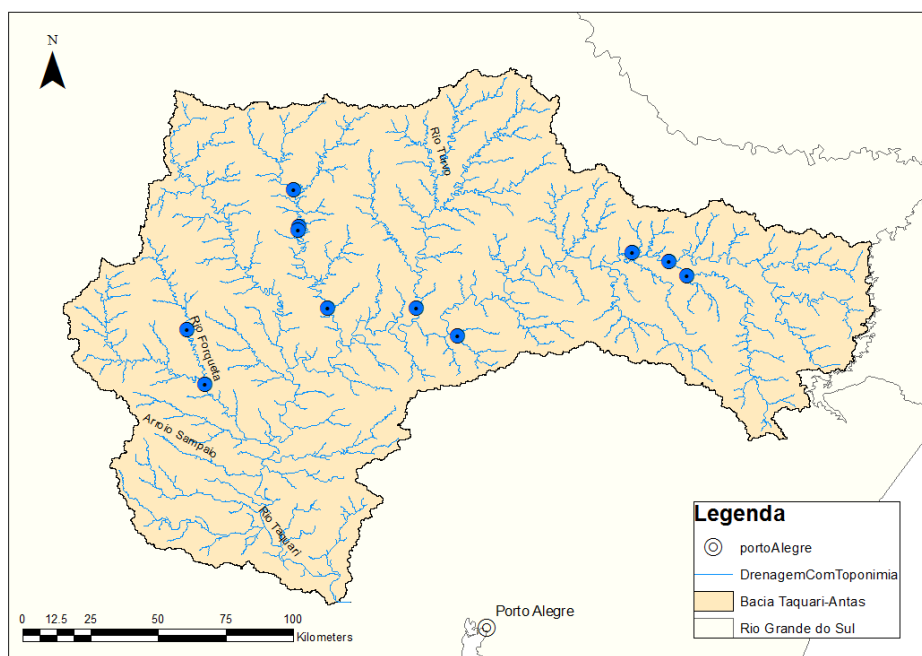 N
Rio Turvo
Rio Forqueta
Arroio Sampaio
Rio Taquari
Legenda
portoAlegre
DrenagemComToponimia
Bacia Taquari-Antas
Rio Grande do Sul
0 12.5 25 50 75 100
Kilometers
Porto Alegre